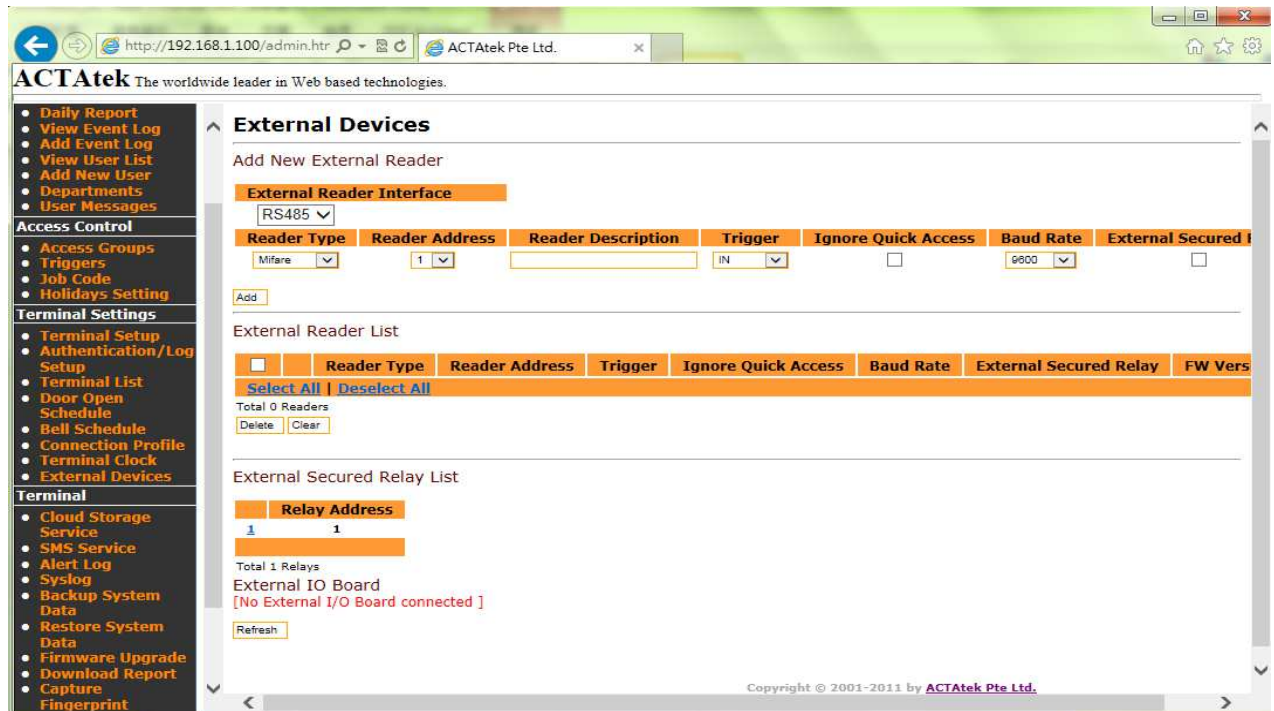 http://192.168.1.100/admin.htr
ACTAtek Pte Ltd.
ACTAtek The worldwide leader in Web based technologies.
Daily Report
View Event Log
Add Event Log
View User List
Add New User
Departments
User Messages
Access Control
Access Groups
Triggers
Job Code
Holidays Setting
Terminal Settings
Terminal Setup
Authentication/Log
Setup
Terminal List
Door Open
Schedule
Bell Schedule
Connection Profile
Terminal Clock
External Devices
Terminal
Cloud Storage
Service
SMS Service
Alert Log
Syslog
Backup System
Data
Restore System
Data
Firmware Upgrade
Download Report
Capture
Fingerprint
External Devices
Add New External Reader
External Reader Interface
RS485
Reader Type Reader Address Reader Description Trigger Ignore Quick Access Baud Rate External Secured
Mifare 1 IN 9600
Add
External Reader List
Reader Type Reader Address Trigger Ignore Quick Access Baud Rate External Secured Relay FW Vers
Select All | Deselect All
Total 0 Readers
Delete Clear
External Secured Relay List
Relay Address
1 1
Total 1 Relays
External IO Board
[No External I/O Board connected ]
Refresh
Copyright © 2001-2011 by ACTAtek Pte Ltd.